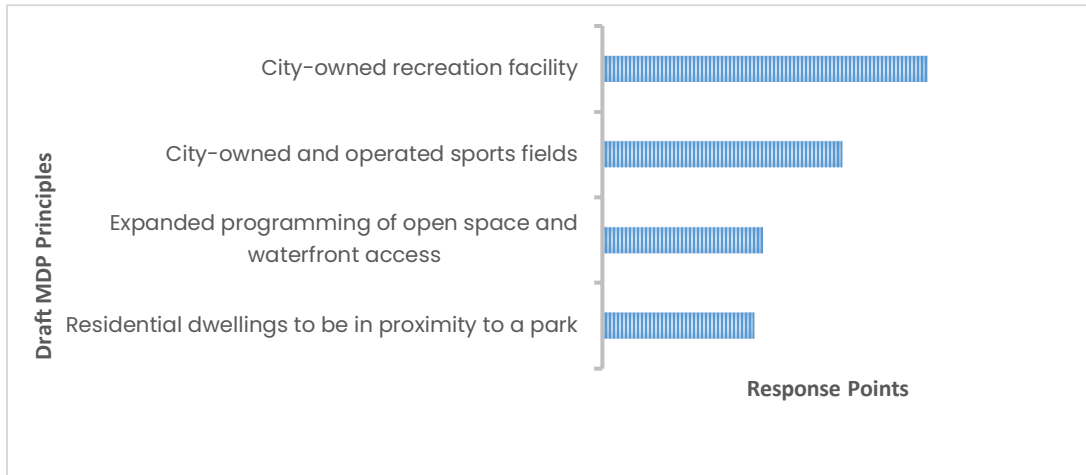 City-owned recreation facility
City-owned and operated sports fields
Expanded programming of open space and
waterfront access
Residential dwellings to be in proximity to a park
Draft MDP Principles
Response Points